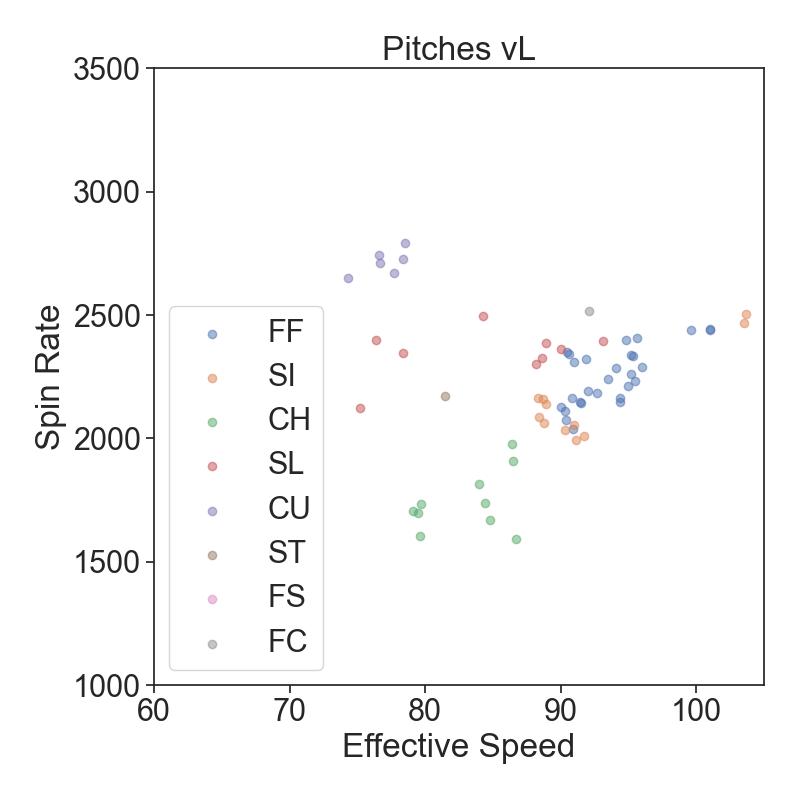 Pitches vL
3500
3000
2500
2000
1500
1000
Spin Rate
FF
SI
CH
SL
CU
ST
FS
FC
60 70 80 90 100
Effective Speed